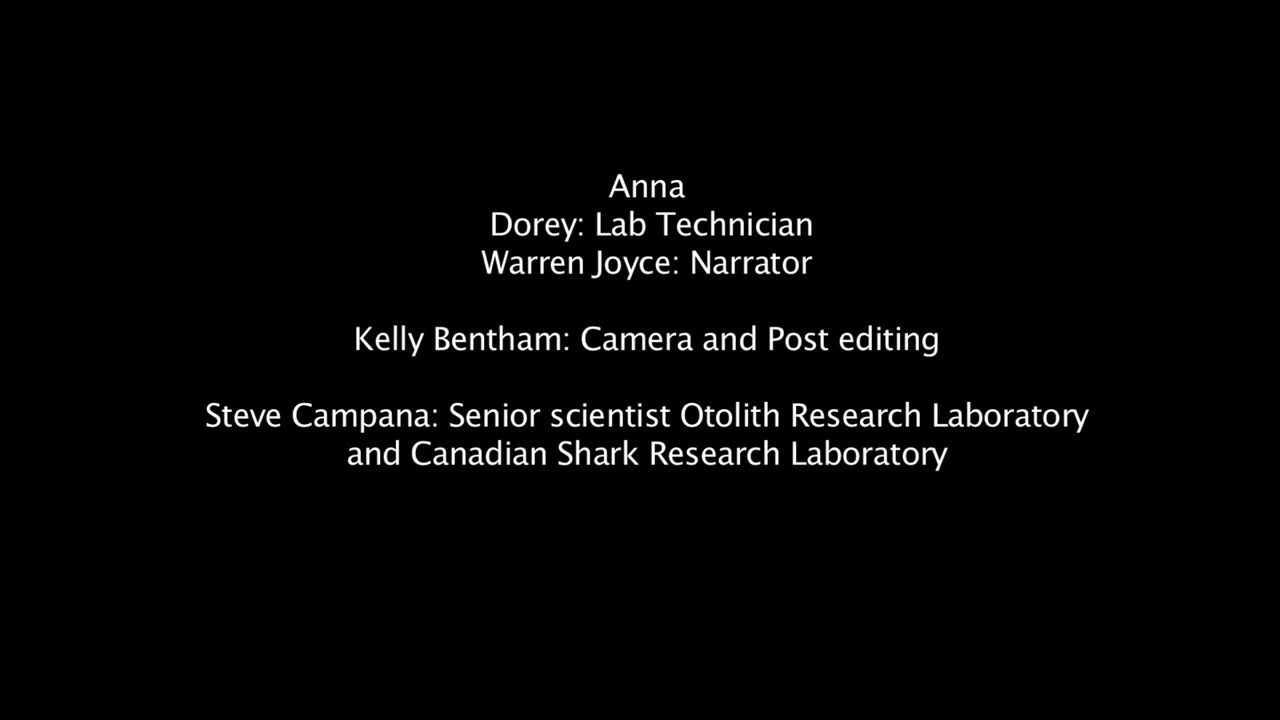 Anna
Dorey: Lab Technician
Warren Joyce: Narrator
Kelly Bentham: Camera and Post editing
Steve Campana: Senior scientist Otolith Research Laboratory
and Canadian Shark Research Laboratory